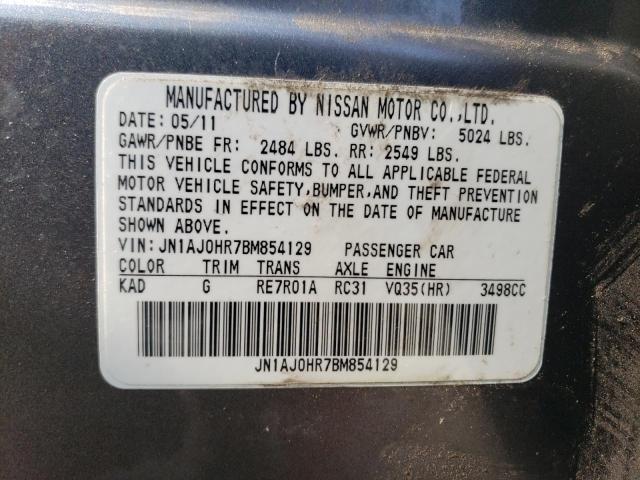 MANUFACTURED BY NISSAN MOTOR CO.,LTD.
DATE: 05/11 GVWR/PNBV: 5024 LBS.
GAWR/PNBE FR: 2484 LBS. RR: 2549 LBS.
THIS VEHICLE CONFORMS TO ALL APPLICABLE FEDERAL
MOTOR VEHICLE SAFETY,BUMPER,AND THEFT PREVENTION
STANDARDS IN EFFECT ON THE DATE OF MANUFACTURE
SHOWN ABOVE.
VIN:JN1AJ0HR7BM854129 PASSENGER CAR
COLOR TRIM TRANS AXLE ENGINE
KAD G RE7R01A RC31 VQ35(HR) 3498CC
JN1AJ0HR7BM854129